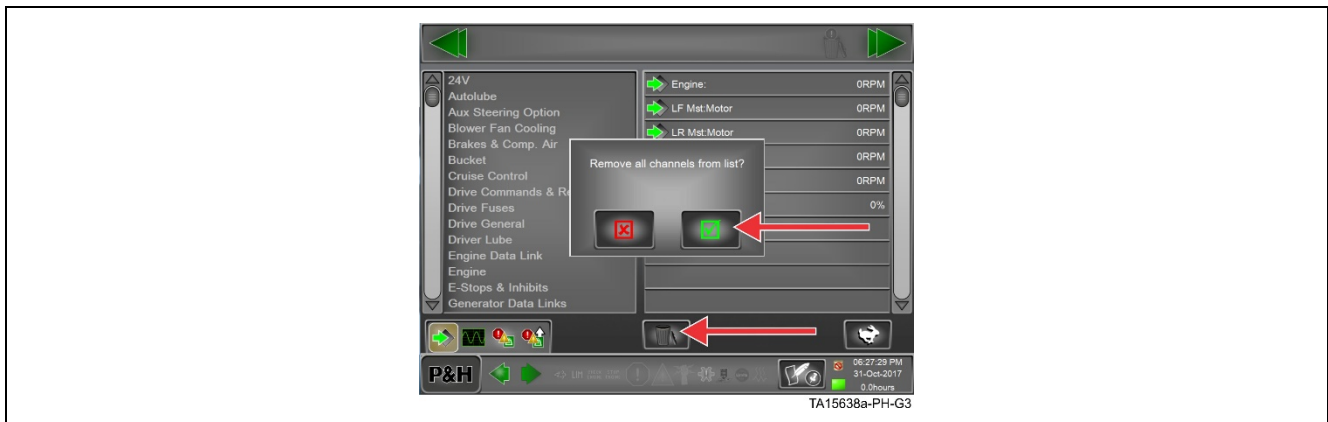 24V
Autolube
Aux Steering Option
Blower Fan Cooling
Brakes & Comp. Air
Bucket
Cruise Control
Drive Commands & Re
Drive Fuses
Drive General
Driver Lube
Engine Data Link
Engine
E-Stops & Inhibits
Generator Data Links
Engine: 0RPM
LF Mst:Motor 0RPM
LR Mst:Motor 0RPM
0RPM
0RPM
0%
Remove all channels from list?
P&H
06:27:29 PM
31-Oct-2017
0.0hours
TA15638a-PH-G3